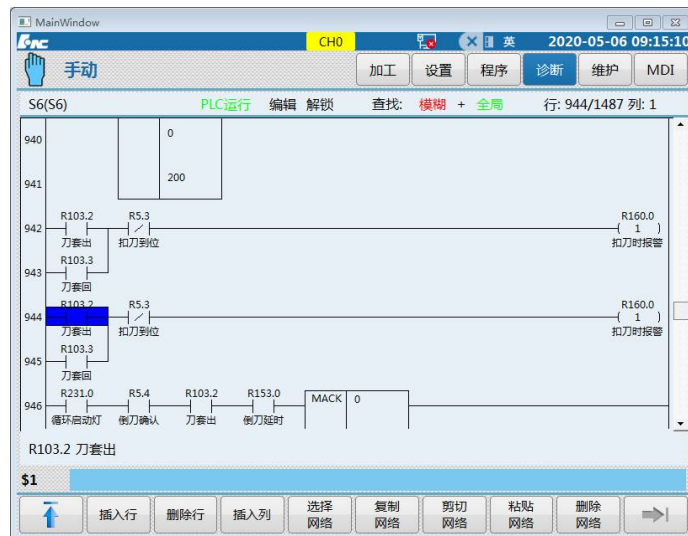 MainWindow
CH0 英 2020-05-06 09:15:10
手动 加工 设置 程序 诊断 维护 MDI
S6(S6) PLC运行 编辑 解锁 查找: 模糊 + 全局 行: 944/1487 列: 1
940 0
941 200
R103.2 R5.3 R160.0
942 ( 1 )
刀套出 扣刀到位 扣刀时报警
R103.3
943
刀套回
R103.2 R5.3 R160.0
944 ( 1 )
刀套出 扣刀到位 扣刀时报警
R103.3
945
刀套回
R231.0 R5.4 R103.2 R153.0
946 MACK 0
循环启动灯 倒刀确认 刀套出 倒刀延时
R103.2 刀套出
$1
插入行 删除行 插入列 选择 复制 剪切 粘贴 删除
网络 网络 网络 网络 网络